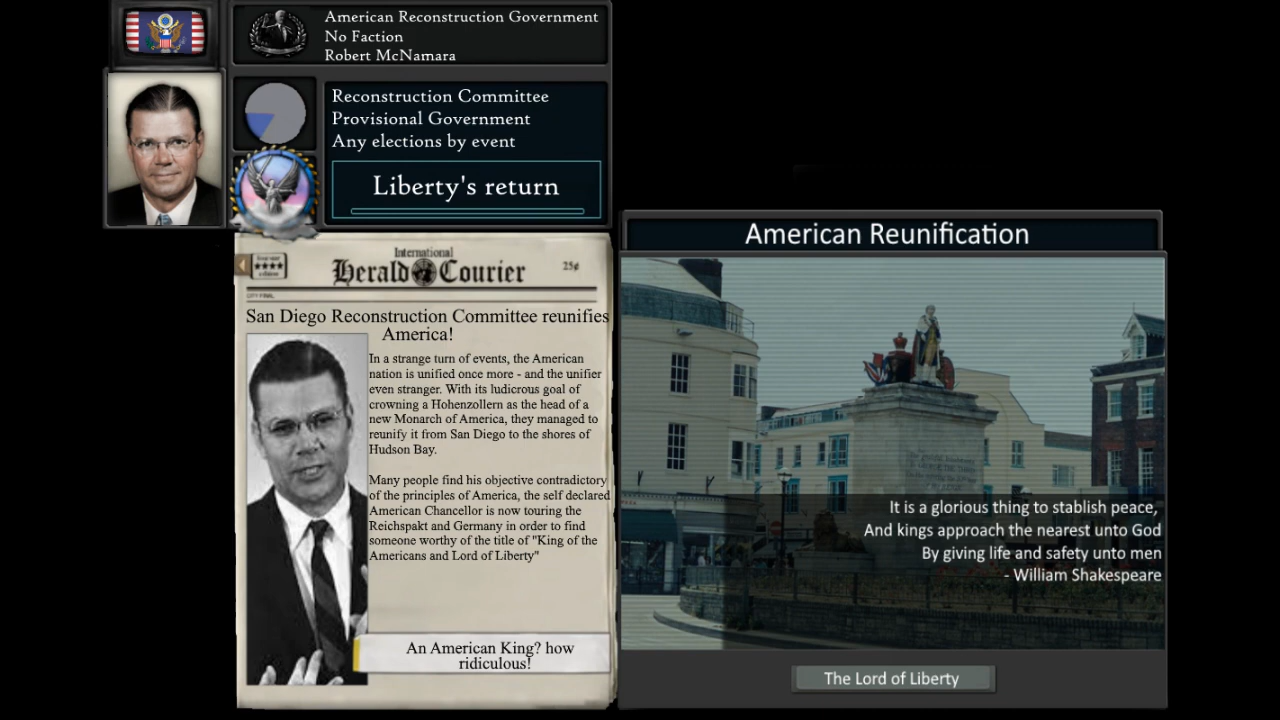 American Reconstruction Government
No Faction
Robert McNamara
Reconstruction Committee
Provisional Government
Any elections by event
Liberty's return
International
Herald Courier
25¢
CITY FINAL
San Diego Reconstruction Committee reunifies
America!
In a strange turn of events, the American
nation is unified once more - and the unifier
even stranger. With its ludicrous goal of
crowning a Hohenzollern as the head of a
new Monarch of America, they managed to
reunify it from San Diego to the shores of
Hudson Bay.
Many people find his objective contradictory
of the principles of America, the self declared
American Chancellor is now touring the
Reichspakt and Germany in order to find
someone worthy of the title of "King of the
Americans and Lord of Liberty"
An American King? how
ridiculous!
American Reunification
It is a glorious thing to stablish peace,
And kings approach the nearest unto God
By giving life and safety unto men
- William Shakespeare
The Lord of Liberty